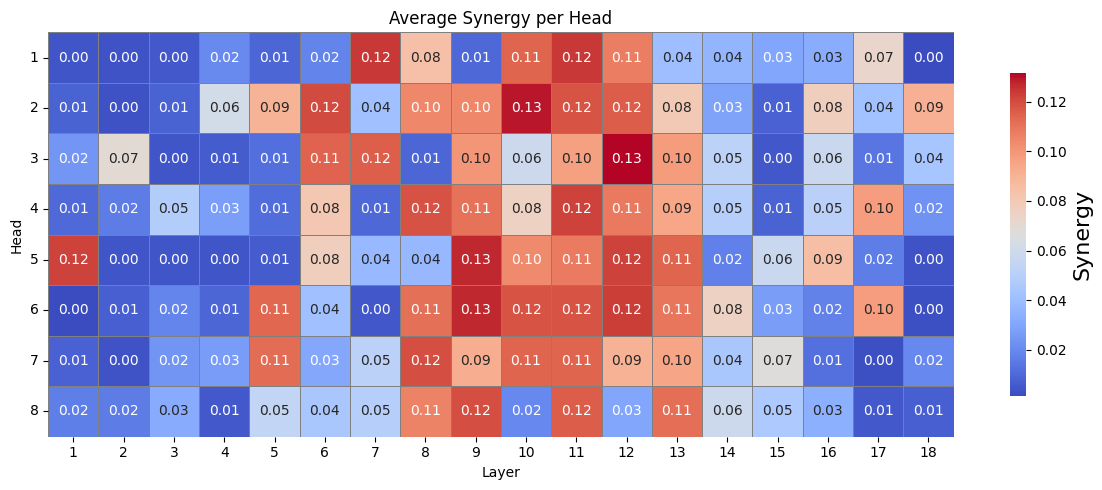 Average Synergy per Head
1 0.00 0.00 0.00 0.02 0.01 0.02 0.12 0.08 0.01 0.11 0.12 0.11 0.04 0.04 0.03 0.03 0.07 0.00
2 0.01 0.00 0.01 0.06 0.09 0.12 0.04 0.10 0.10 0.13 0.12 0.12 0.08 0.03 0.01 0.08 0.04 0.09
3 0.02 0.07 0.00 0.01 0.01 0.11 0.12 0.01 0.10 0.06 0.10 0.13 0.10 0.05 0.00 0.06 0.01 0.04
4 0.01 0.02 0.05 0.03 0.01 0.08 0.01 0.12 0.11 0.08 0.12 0.11 0.09 0.05 0.01 0.05 0.10 0.02
5 0.12 0.00 0.00 0.00 0.01 0.08 0.04 0.04 0.13 0.10 0.11 0.12 0.11 0.02 0.06 0.09 0.02 0.00
6 0.00 0.01 0.02 0.01 0.11 0.04 0.00 0.11 0.13 0.12 0.12 0.12 0.11 0.08 0.03 0.02 0.10 0.00
7 0.01 0.00 0.02 0.03 0.11 0.03 0.05 0.12 0.09 0.11 0.11 0.09 0.10 0.04 0.07 0.01 0.00 0.02
8 0.02 0.02 0.03 0.01 0.05 0.04 0.05 0.11 0.12 0.02 0.12 0.03 0.11 0.06 0.05 0.03 0.01 0.01
1 2 3 4 5 6 7 8 9 10 11 12 13 14 15 16 17 18
Layer
Head
0.12
0.10
0.08
0.06
0.04
0.02
Synergy